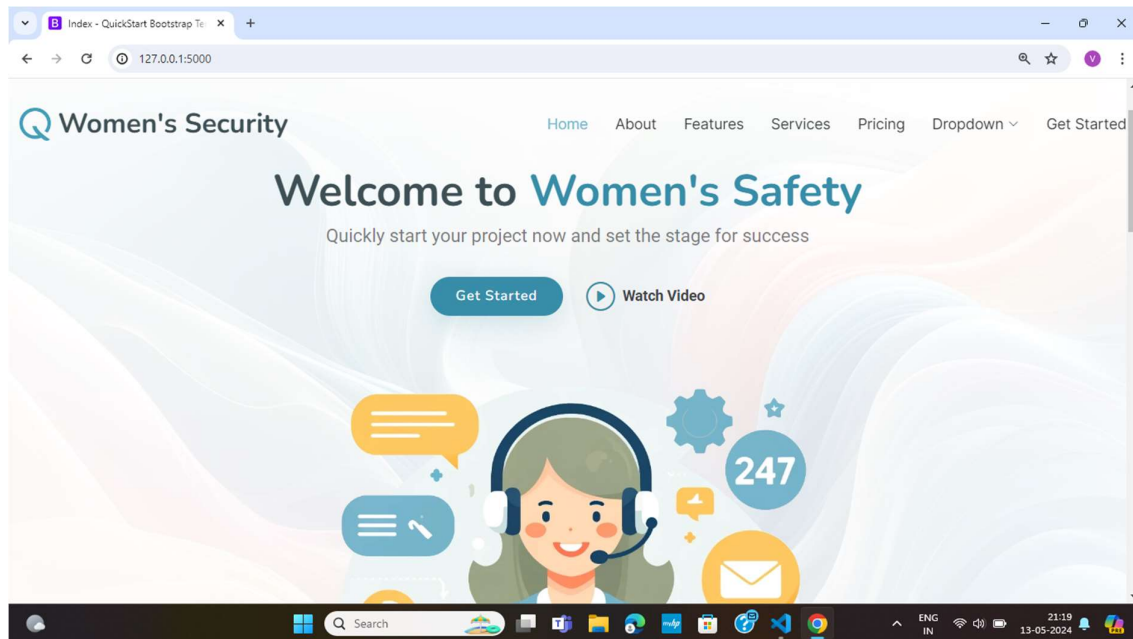 Index - QuickStart Bootstrap Te
127.0.0.1:5000
V
Women's Security
Home About Features Services Pricing Dropdown Get Started
Welcome to Women's Safety
Quickly start your project now and set the stage for success
Get Started Watch Video
247
Search
ENG
IN
21:19
13-05-2024